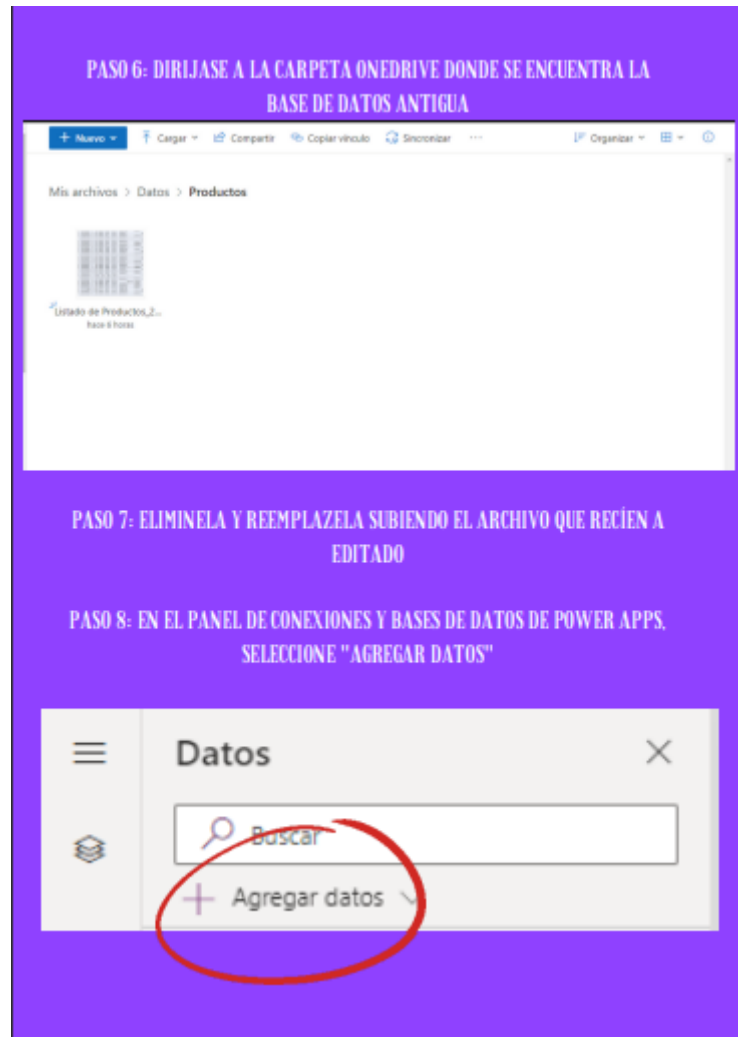 PASO 6: DIRIJASE A LA CARPETA ONEDRIVE DONDE SE ENCUENTRA LA
BASE DE DATOS ANTIGUA
+ Nuevo Cargar Compartir Copiar vínculo Sincronizar ... Organizar
Mis archivos > Datos > Productos
Listado de Productos_2...
hace 6 horas
PASO 7: ELIMINELA Y REEMPLAZELA SUBIENDO EL ARCHIVO QUE RECÍEN A
EDITADO
PASO 8: EN EL PANEL DE CONEXIONES Y BASES DE DATOS DE POWER APPS,
SELECCIONE "AGREGAR DATOS"
Datos
Buscar
+ Agregar datos